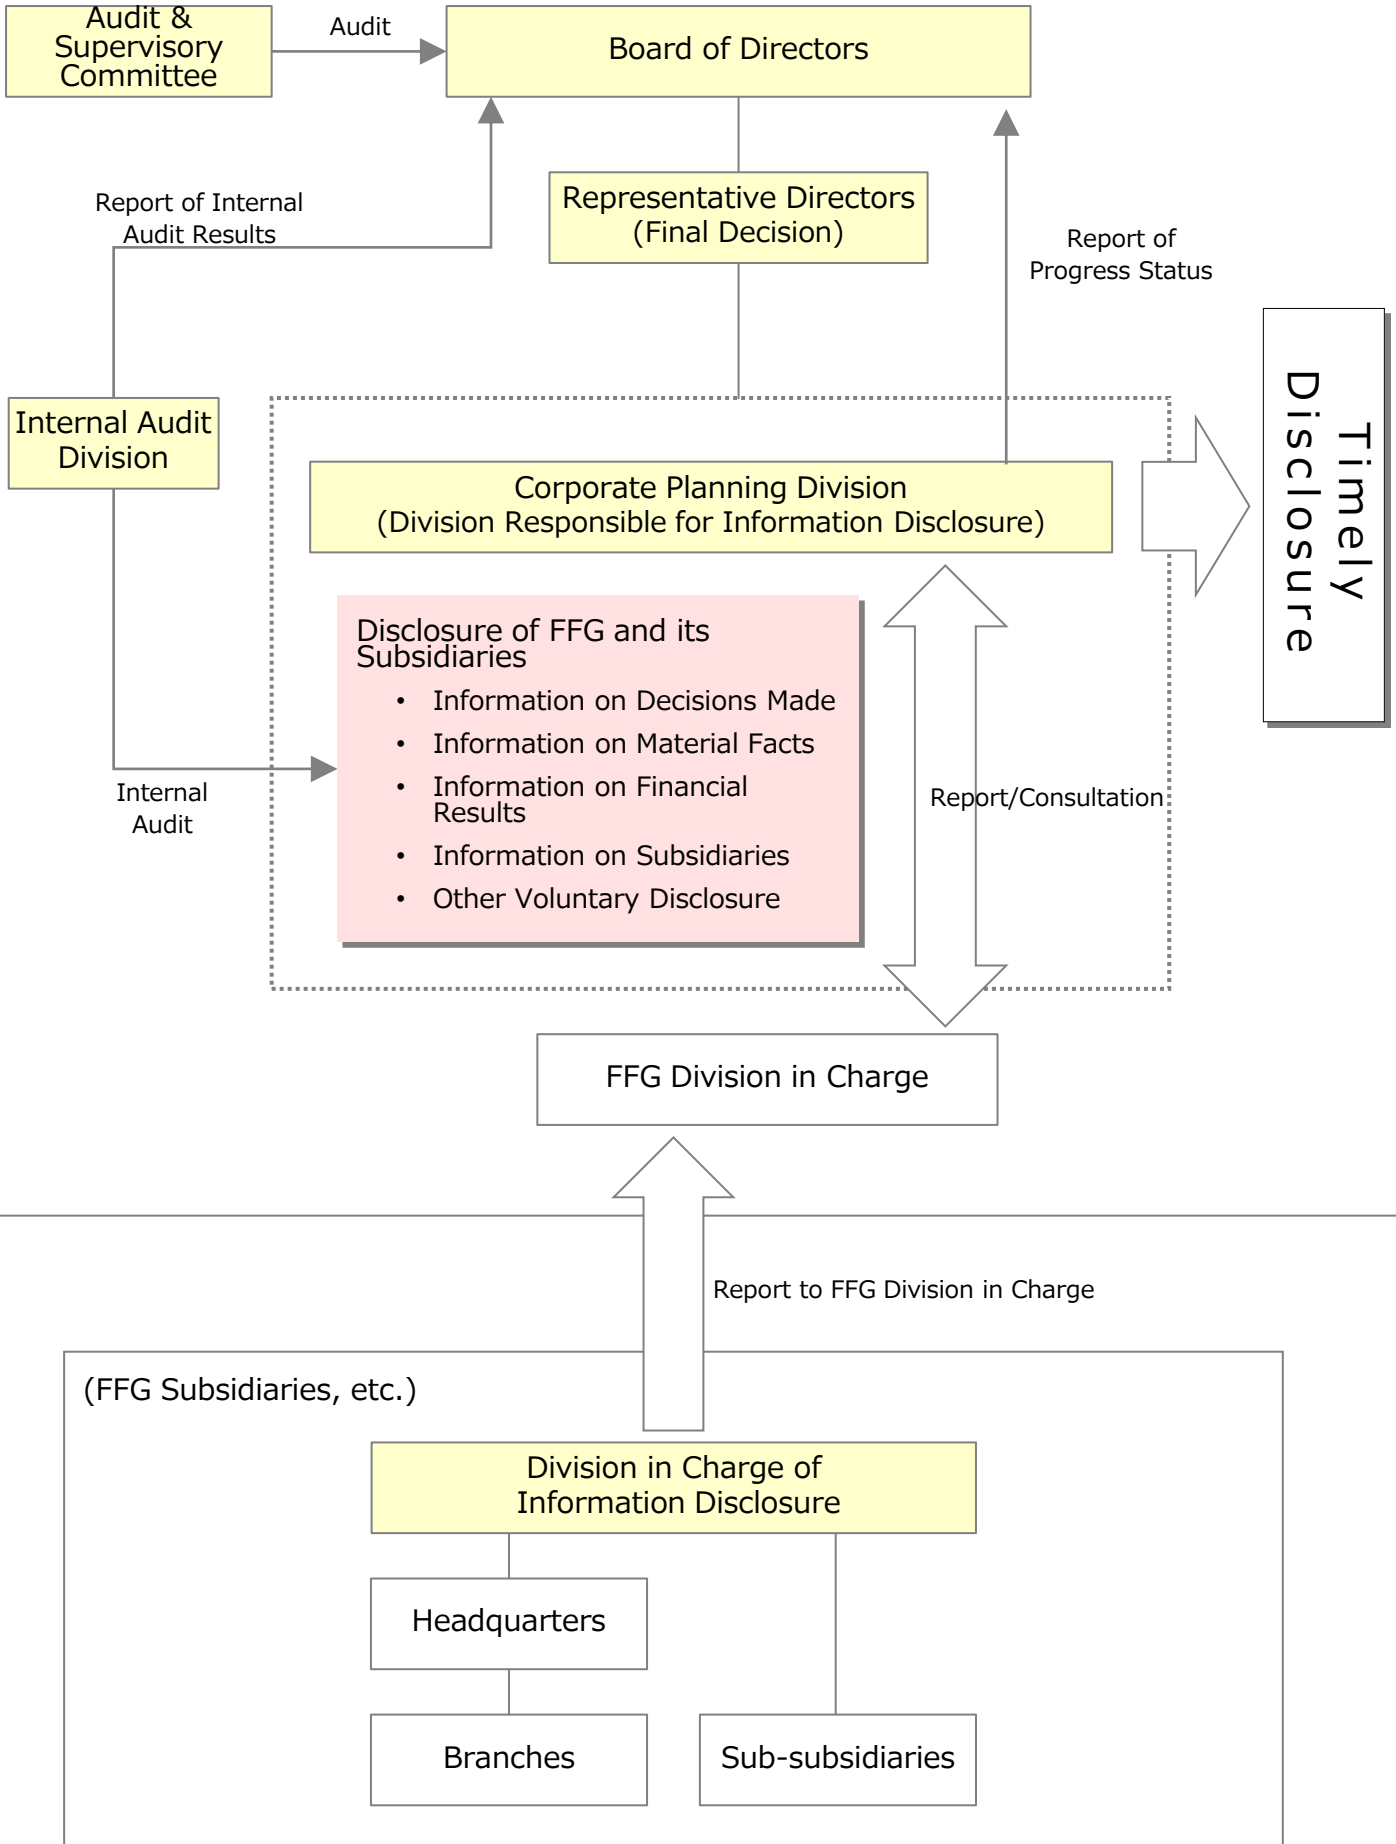 Audit &
Supervisory
Committee
Audit
Board of Directors
Report of Internal
Audit Results
Representative Directors
(Final Decision)
Report of
Progress Status
Timely
Disclosure
Internal Audit
Division
Corporate Planning Division
(Division Responsible for Information Disclosure)
Disclosure of FFG and its
Subsidiaries
• Information on Decisions Made
• Information on Material Facts
• Information on Financial
Results
• Information on Subsidiaries
• Other Voluntary Disclosure
Internal
Audit
Report/Consultation
FFG Division in Charge
Report to FFG Division in Charge
(FFG Subsidiaries, etc.)
Division in Charge of
Information Disclosure
Headquarters
Branches
Sub-subsidiaries